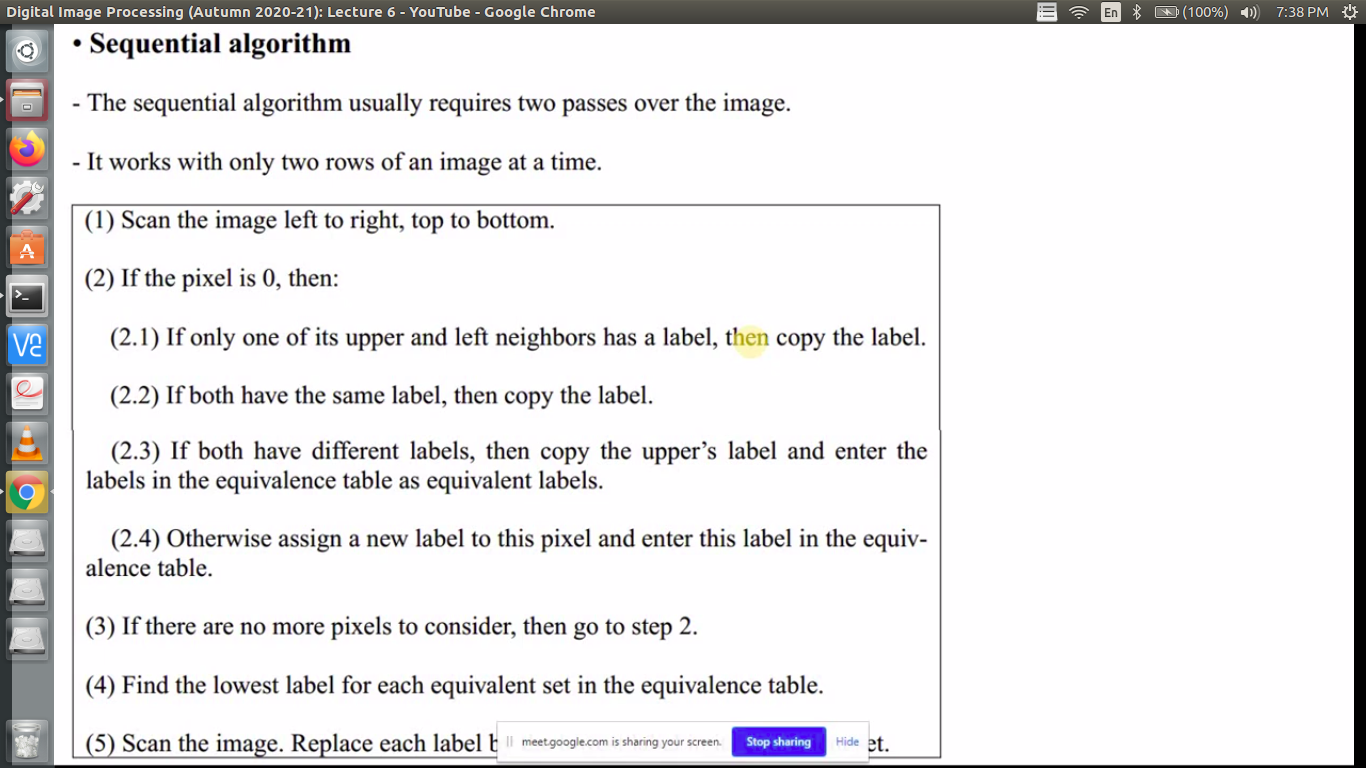 Digital Image Processing (Autumn 2020-21): Lecture 6 - YouTube - Google Chrome
En (100%) 7:38 PM
• Sequential algorithm
- The sequential algorithm usually requires two passes over the image.
- It works with only two rows of an image at a time.
(1) Scan the image left to right, top to bottom.
(2) If the pixel is 0, then:
(2.1) If only one of its upper and left neighbors has a label, then copy the label.
(2.2) If both have the same label, then copy the label.
(2.3) If both have different labels, then copy the upper’s label and enter the
labels in the equivalence table as equivalent labels.
(2.4) Otherwise assign a new label to this pixel and enter this label in the equiv-
alence table.
(3) If there are no more pixels to consider, then go to step 2.
(4) Find the lowest label for each equivalent set in the equivalence table.
(5) Scan the image. Replace each label
meet.google.com is sharing your screen. Stop sharing Hide